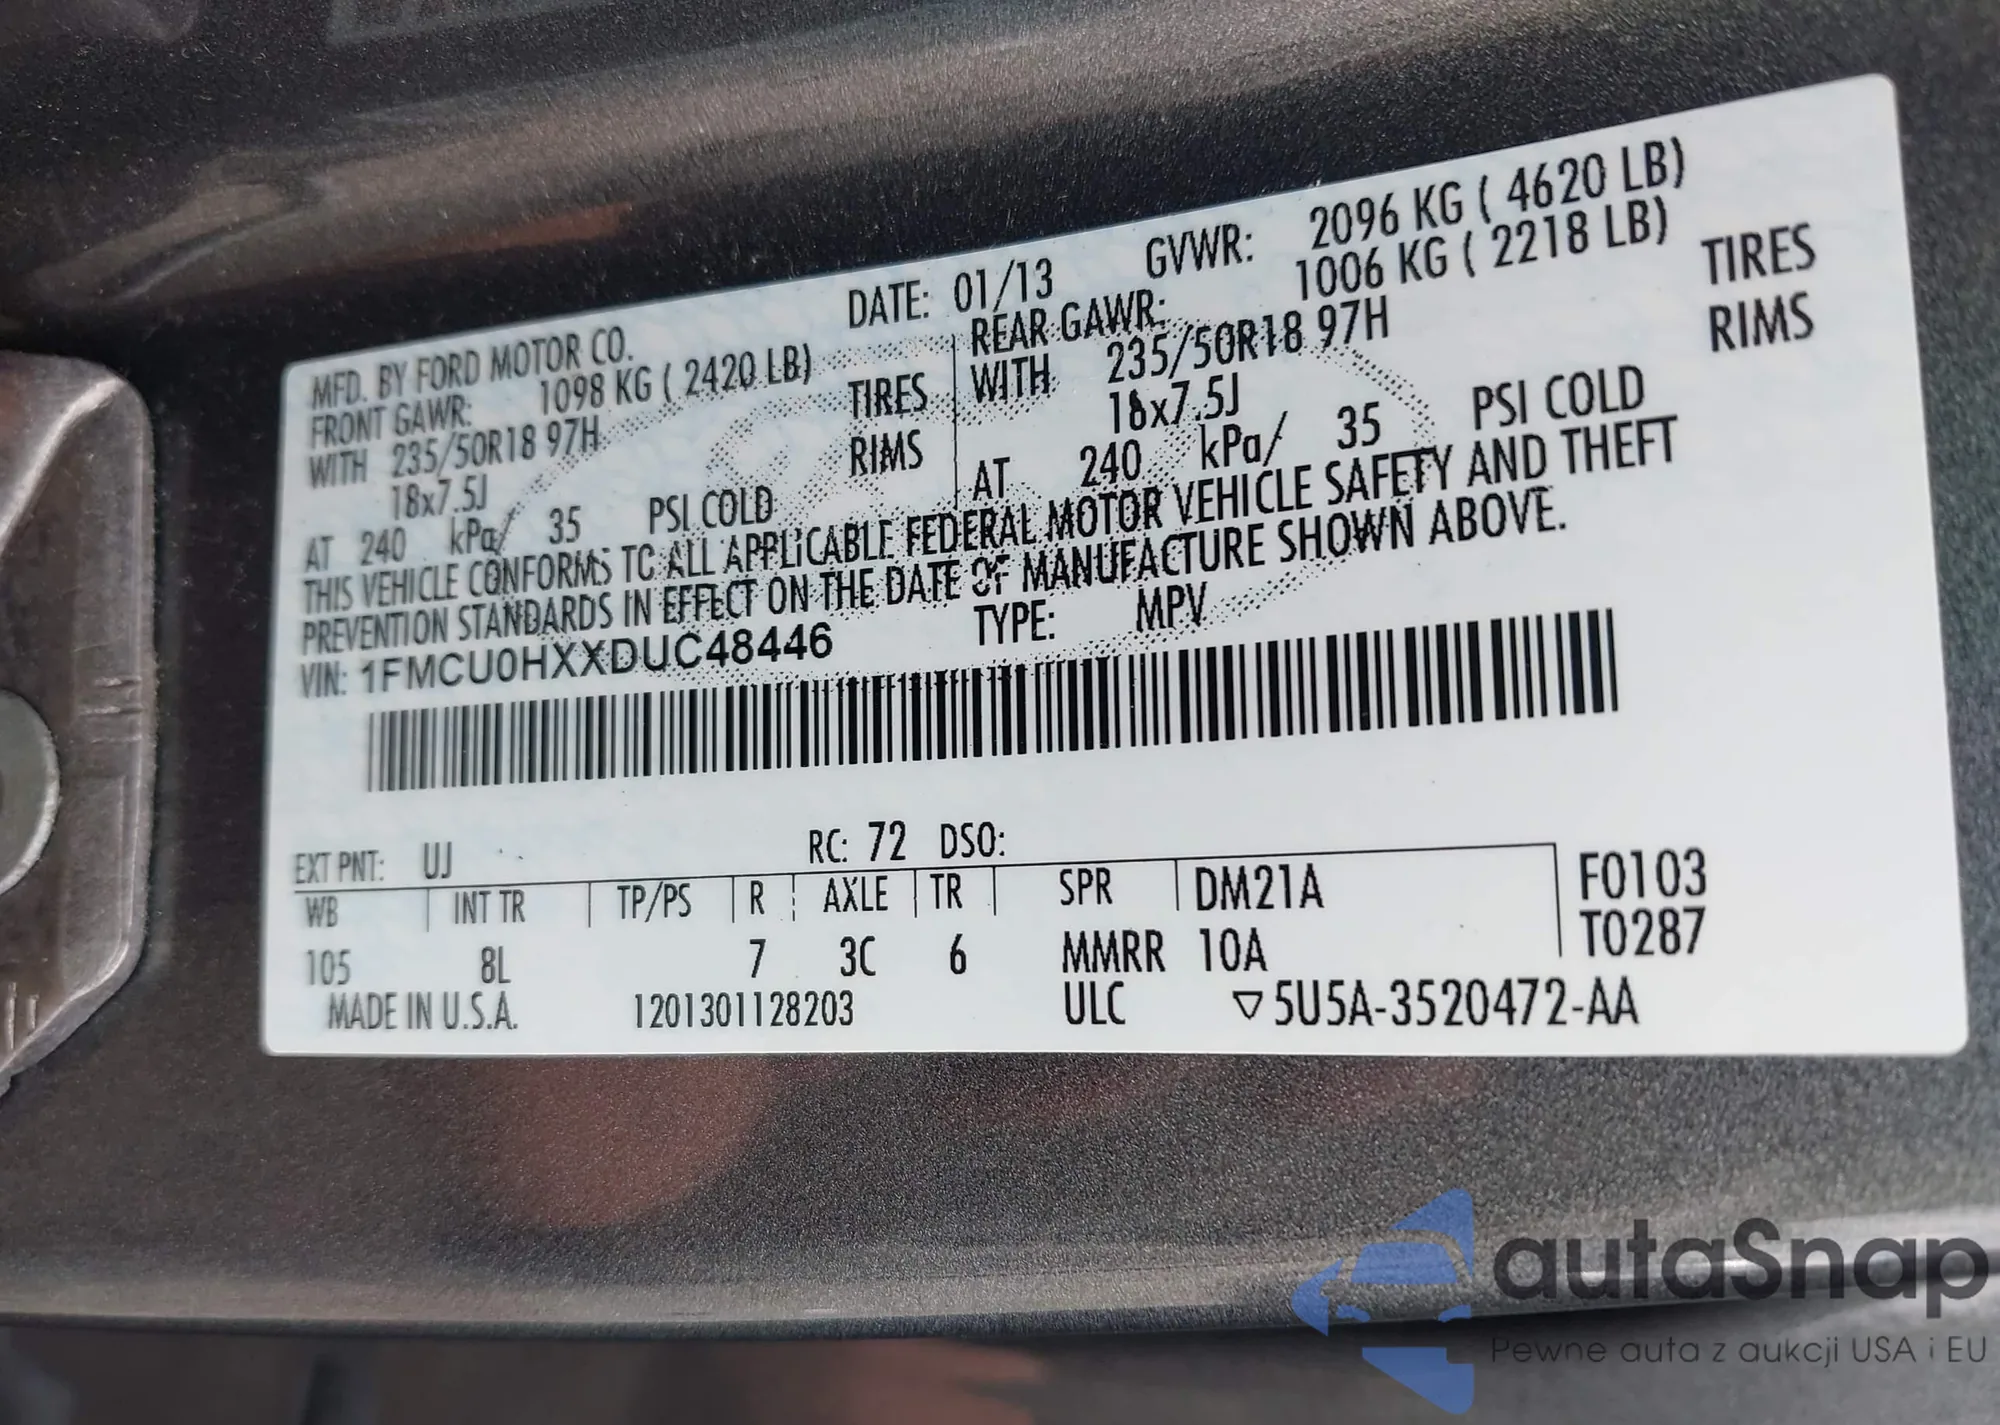 MFD. BY FORD MOTOR CO.
DATE: 01/13
GVWR: 2096 KG ( 4620 LB)
FRONT GAWR: 1098 KG ( 2420 LB)
REAR GAWR: 1006 KG ( 2218 LB)
WITH 235/50R18 97H TIRES
WITH 235/50R18 97H TIRES
18x7.5J RIMS
18x7.5J RIMS
AT 240 kPa/ 35 PSI COLD
AT 240 kPa/ 35 PSI COLD
THIS VEHICLE CONFORMS TO ALL APPLICABLE FEDERAL MOTOR VEHICLE SAFETY AND THEFT
PREVENTION STANDARDS IN EFFECT ON THE DATE OF MANUFACTURE SHOWN ABOVE.
VIN: 1FMCU0HXXDUC48446
TYPE: MPV
EXT PNT: UJ RC: 72 DSO:
WB INT TR TP/PS R AXLE TR SPR DM21A F0103
T0287
105 8L 7 3C 6 MMRR 10A
MADE IN U.S.A. 1201301128203 ULC ▽5U5A-3520472-AA
autaSnap
Pewne auta z aukcji USA i EU